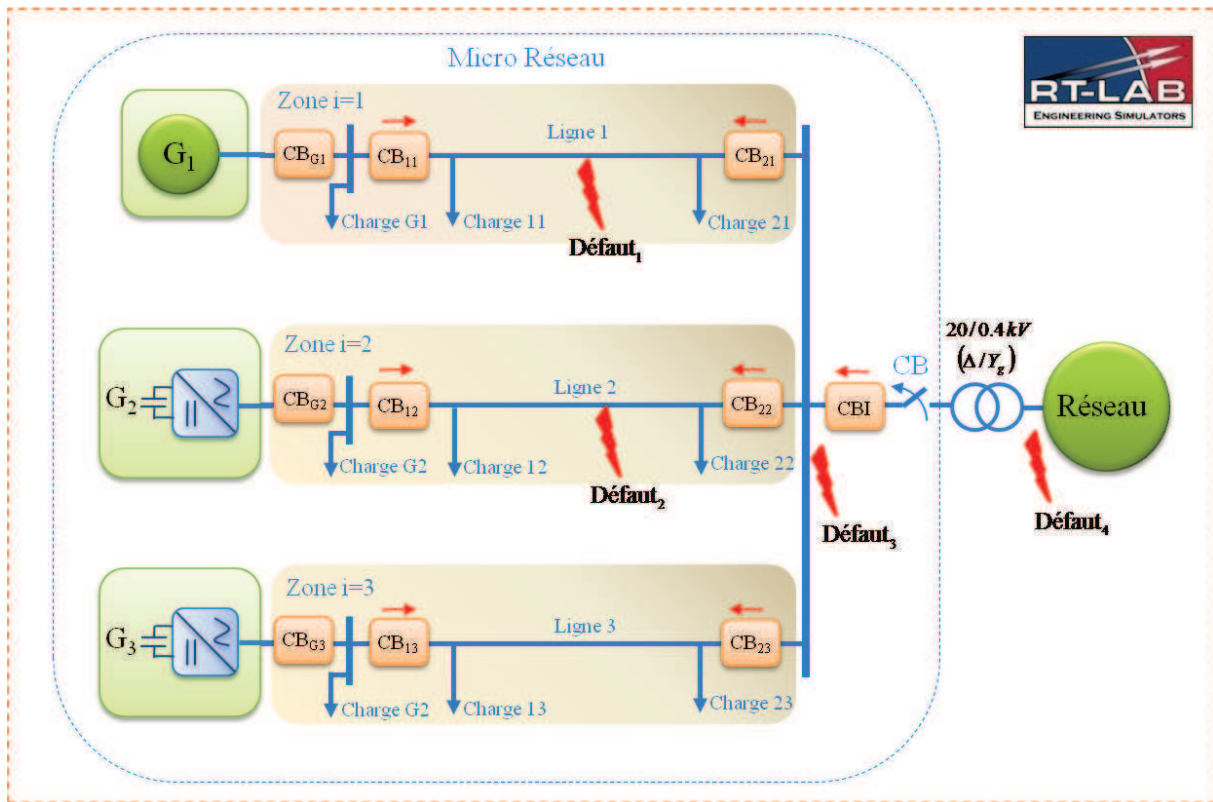 Micro Réseau
RT-LAB
ENGINEERING SIMULATORS
Zone i=1
G1
CBG1
CB11
Ligne 1
CB21
Charge G1
Charge 11
Charge 21
Défaut1
Zone i=2
G2
CBG2
CB12
Ligne 2
CB22
CBI
CB
20/0.4kV
(Δ/Yg)
Réseau
Charge G2
Charge 12
Charge 22
Défaut2
Défaut3
Défaut4
Zone i=3
G3
CBG3
CB13
Ligne 3
CB23
Charge G2
Charge 13
Charge 23